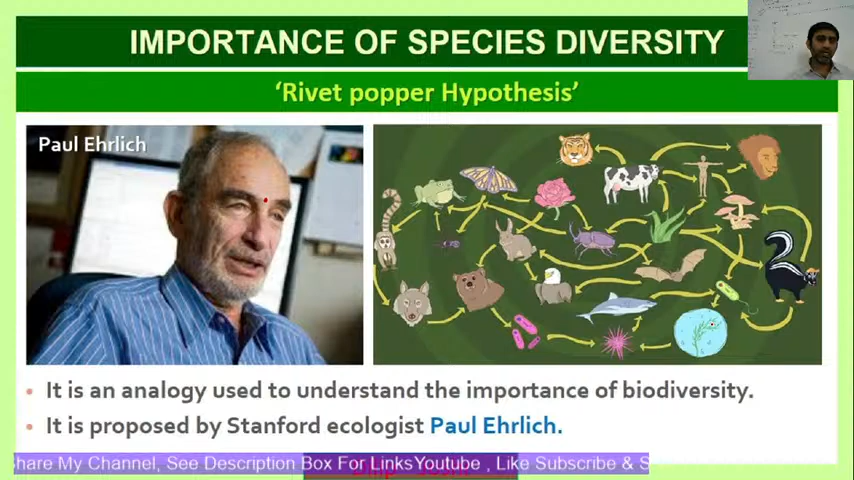 IMPORTANCE OF SPECIES DIVERSITY
‘Rivet popper Hypothesis’
Paul Ehrlich
• It is an analogy used to understand the importance of biodiversity.
• It is proposed by Stanford ecologist Paul Ehrlich.
Share My Channel, See Description Box For LinksYoutube , Like Subscribe & S